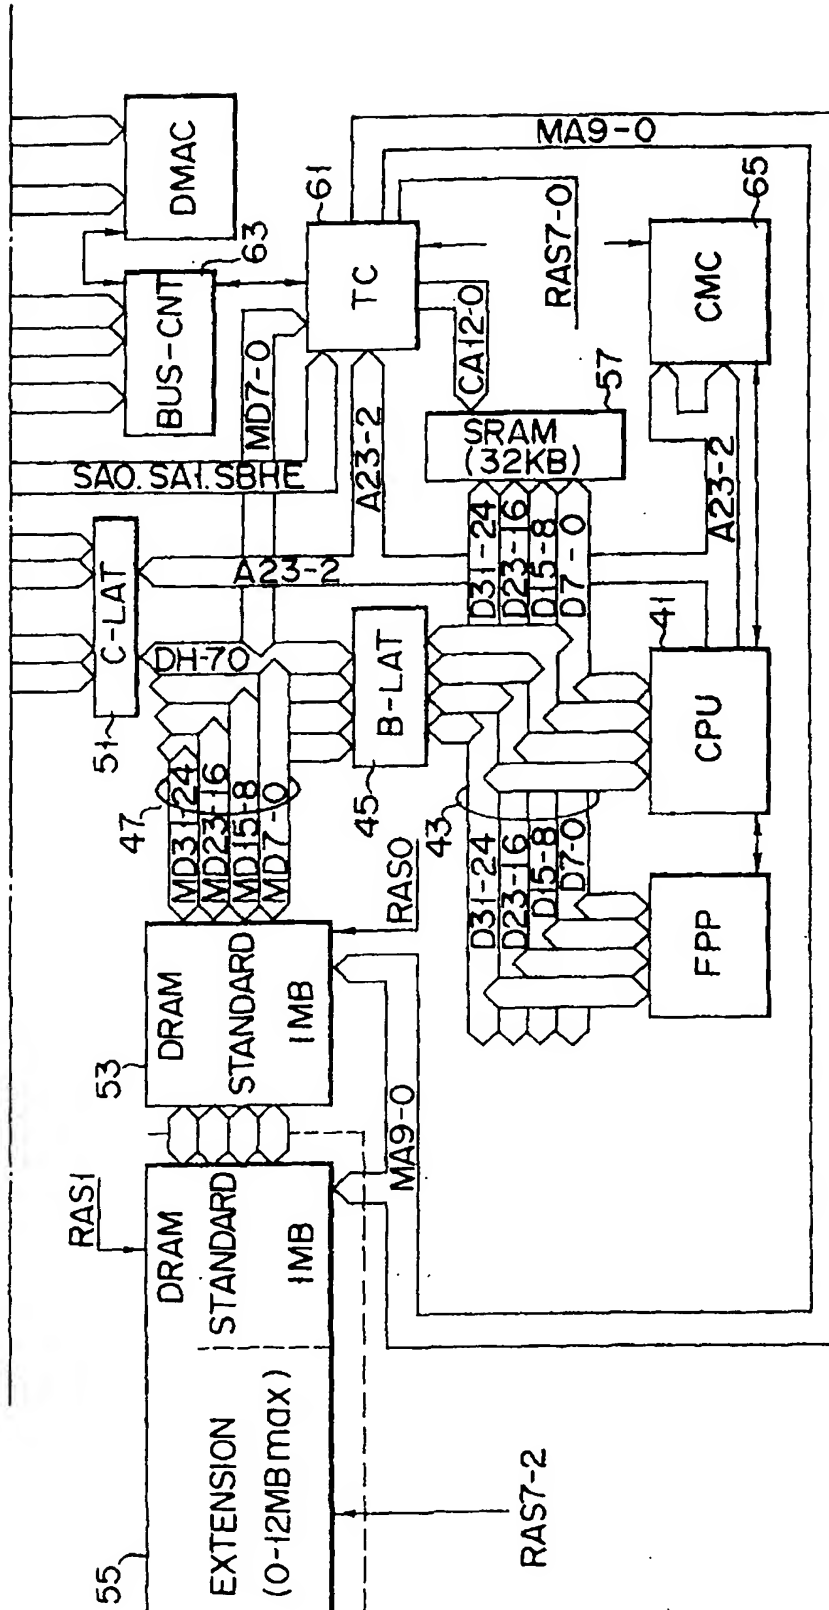 DMAC
BUS-CNT
63
61
TC
MA9-0
RAS7-0
65
CMC
MD7-0
CA12-0
57
SRAM
(32KB)
SA0.SA1.SBHE
A23-2
A23-2
A23-2
C-LAT
51
DH-70
B-LAT
45
D31-24
D23-16
D15-8
D7-0
41
CPU
47
MD31-24
MD23-16
MD15-8
MD7-0
43
D31-24
D23-16
D15-8
D7-0
FPP
RAS0
53
DRAM
STANDARD
1MB
MA9-0
RAS1
DRAM
STANDARD
1MB
55
EXTENSION
(0-12MBmax)
RAS7-2